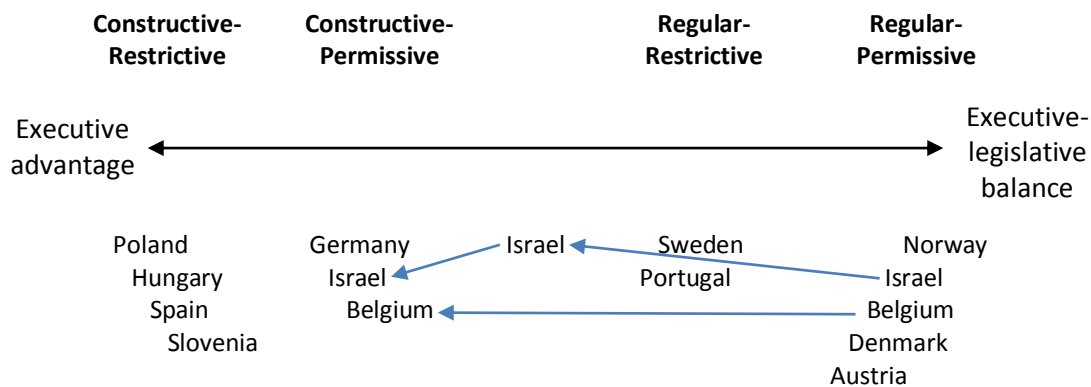 Constructive- Constructive- Regular- Regular-
Restrictive Permissive Restrictive Permissive
Executive advantage
Executive-legislative balance
Poland Germany Israel Sweden Norway
Hungary Israel Portugal Israel
Spain Belgium Belgium
Slovenia Denmark
Austria